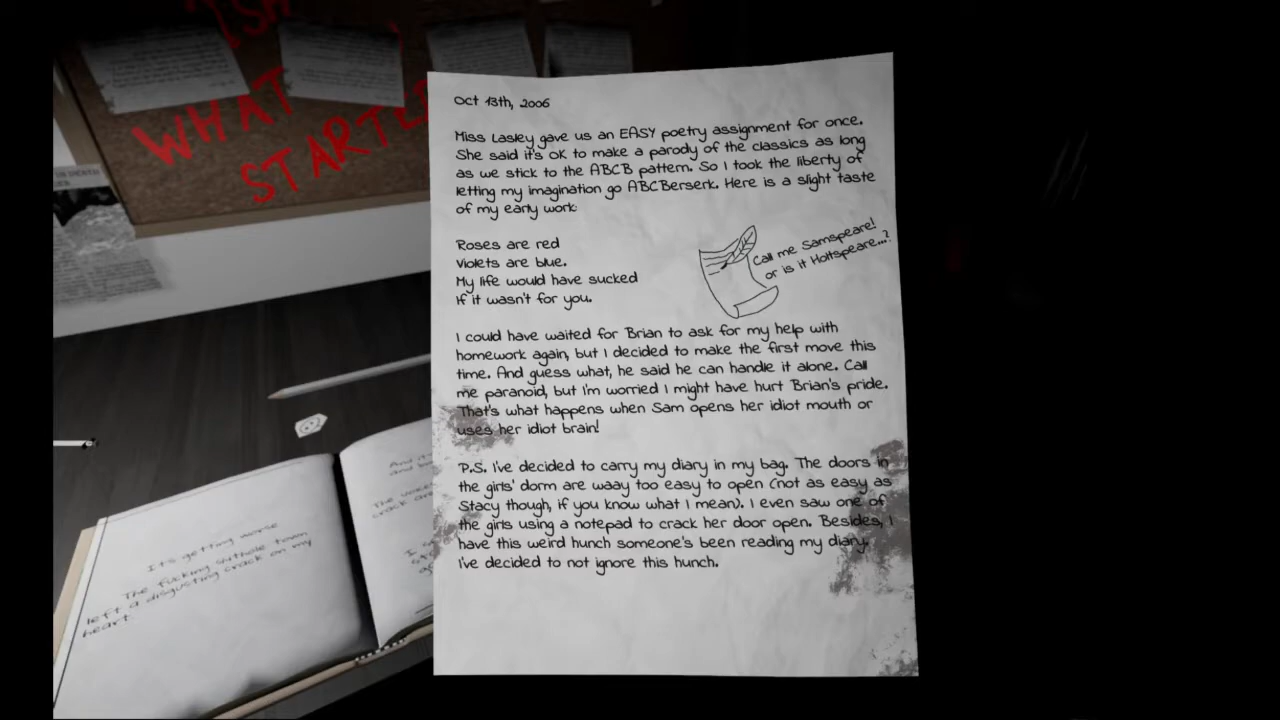 WHAT
Oct 13th, 2006
Miss Lasley gave us an EASY poetry assignment for once.
She said it's OK to make a parody of the classics as long
as we stick to the ABCB pattern. So I took the liberty of
letting my imagination go ABCBerserk. Here is a slight taste
of my early work:
Roses are red
Violets are blue.
My life would have sucked
If it wasn't for you.
Call me Samspeare!
or is it Holtspeare...?
I could have waited for Brian to ask for my help with
homework again, but I decided to make the first move this
time. And guess what, he said he can handle it alone. Call
me paranoid, but I'm worried I might have hurt Brian's pride.
That's what happens when Sam opens her idiot mouth or
uses her idiot brain!
P.S. I've decided to carry my diary in my bag. The doors in
the girls' dorm are waay too easy to open (not as easy as
Stacy though, if you know what I mean). I even saw one of
the girls using a notepad to crack her door open. Besides, I
have this weird hunch someone's been reading my diary.
I've decided to not ignore this hunch.
It's getting worse
The fucking shithole town
left a disgusting crack on my
heart.